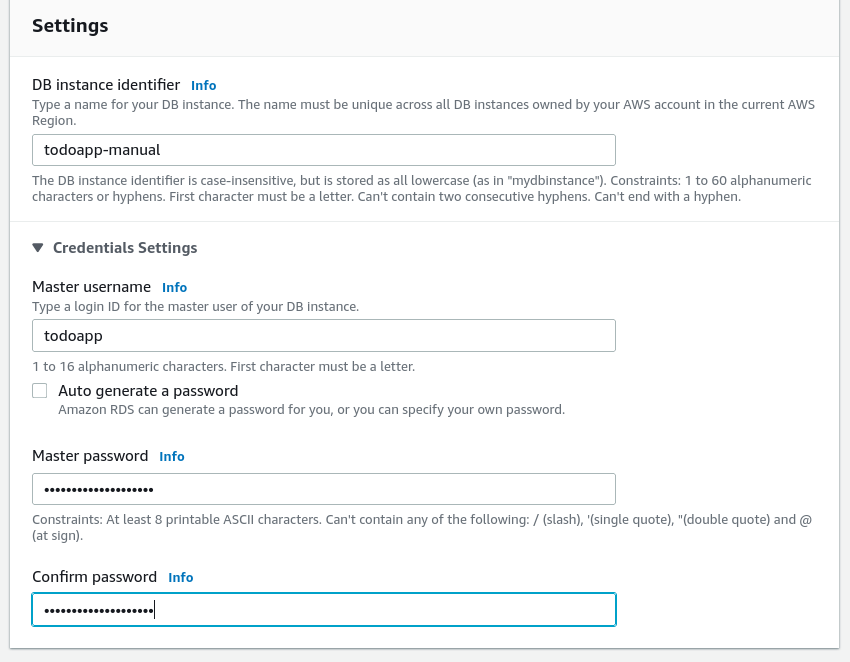 Settings
DB instance identifier Info
Type a name for your DB instance. The name must be unique across all DB instances owned by your AWS account in the current AWS
Region.
todoapp-manual
The DB instance identifier is case-insensitive, but is stored as all lowercase (as in "mydbinstance"). Constraints: 1 to 60 alphanumeric
characters or hyphens. First character must be a letter. Can't contain two consecutive hyphens. Can't end with a hyphen.
Credentials Settings
Master username Info
Type a login ID for the master user of your DB instance.
todoapp
1 to 16 alphanumeric characters. First character must be a letter.
Auto generate a password
Amazon RDS can generate a password for you, or you can specify your own password.
Master password Info
••••••••••••••••••••
Constraints: At least 8 printable ASCII characters. Can't contain any of the following: / (slash), '(single quote), "(double quote) and @
(at sign).
Confirm password Info
••••••••••••••••••••